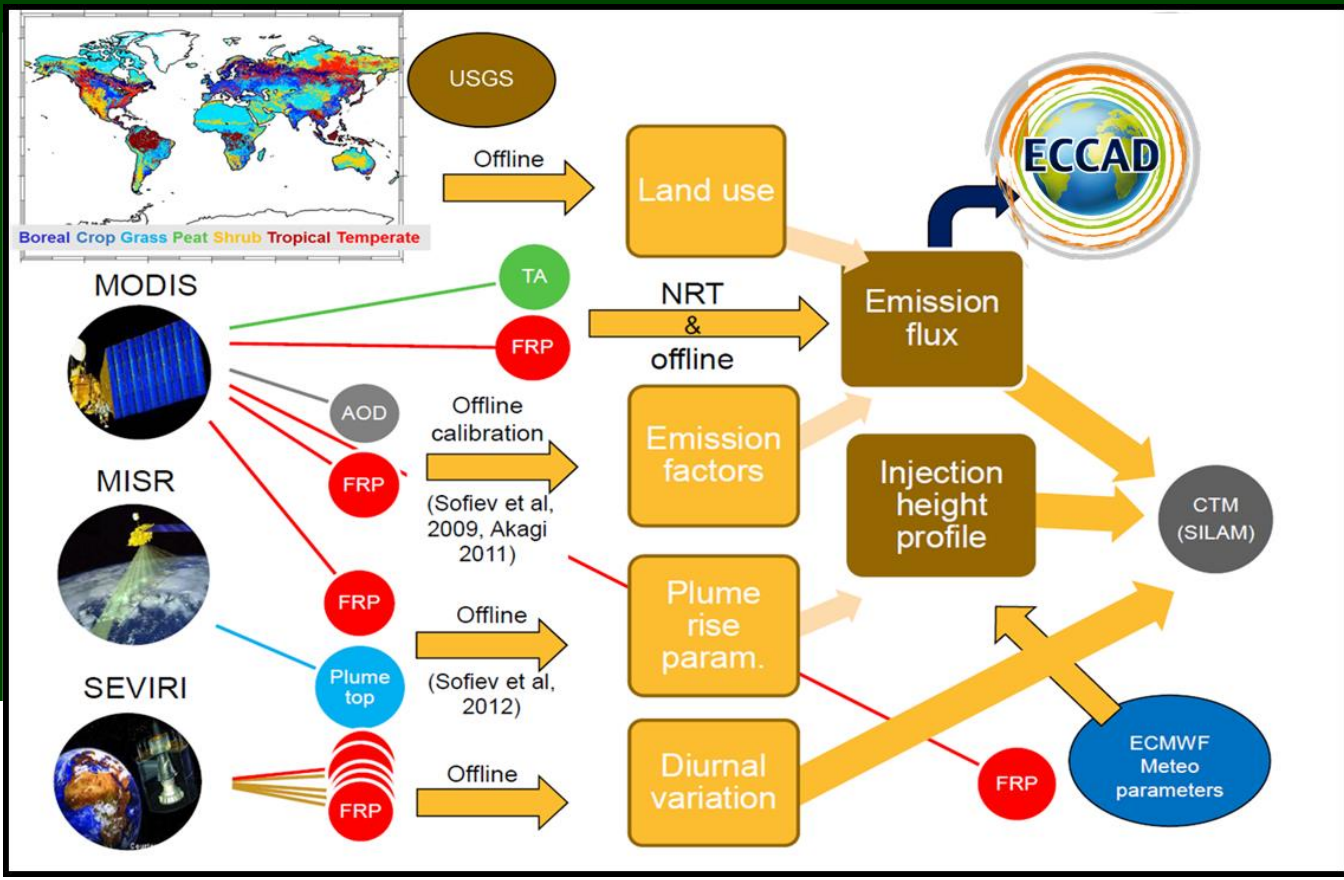 USGS
Offline
Land use
ECCAD
Boreal Crop Grass Peat Shrub Tropical Temperate
MODIS
TA
FRP
NRT
&
offline
Emission
flux
AOD
FRP
Offline
calibration
(Sofiev et al,
2009, Akagi
2011)
Emission
factors
Injection
height
profile
CTM
(SILAM)
MISR
FRP
Plume
top
Offline
(Sofiev et al,
2012)
Plume
rise
param.
SEVIRI
FRP
Offline
Diurnal
variation
FRP
ECMWF
Meteo
parameters